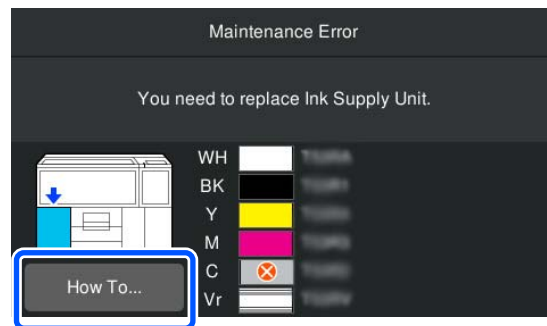 Maintenance Error
You need to replace Ink Supply Unit.
WH
BK
Y
M
C
Vr
How To...